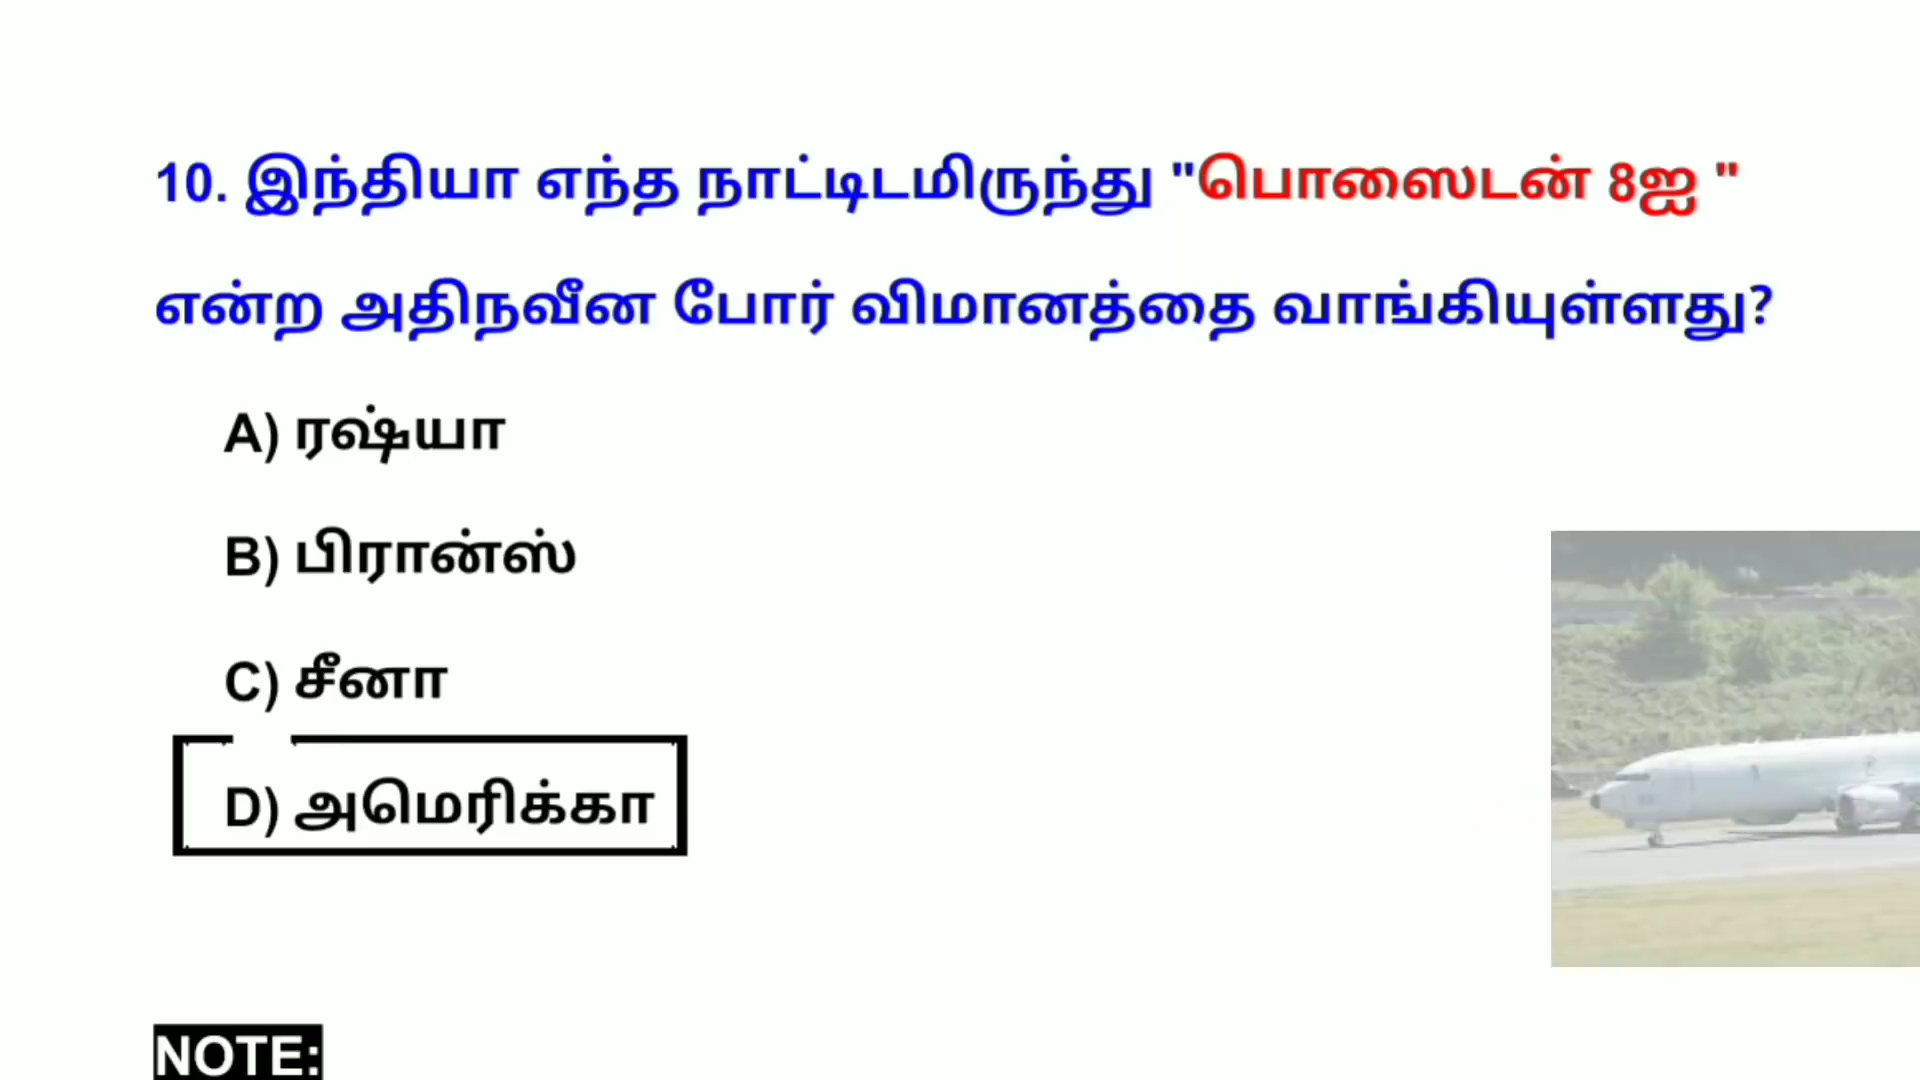 10. இந்தியா எந்த நாட்டிடமிருந்து "பொஸைடன் 8ஐ "
என்ற அதிநவீன போர் விமானத்தை வாங்கியுள்ளது?
A) ரஷ்யா
B) பிரான்ஸ்
C) சீனா
D) அமெரிக்கா
NOTE: